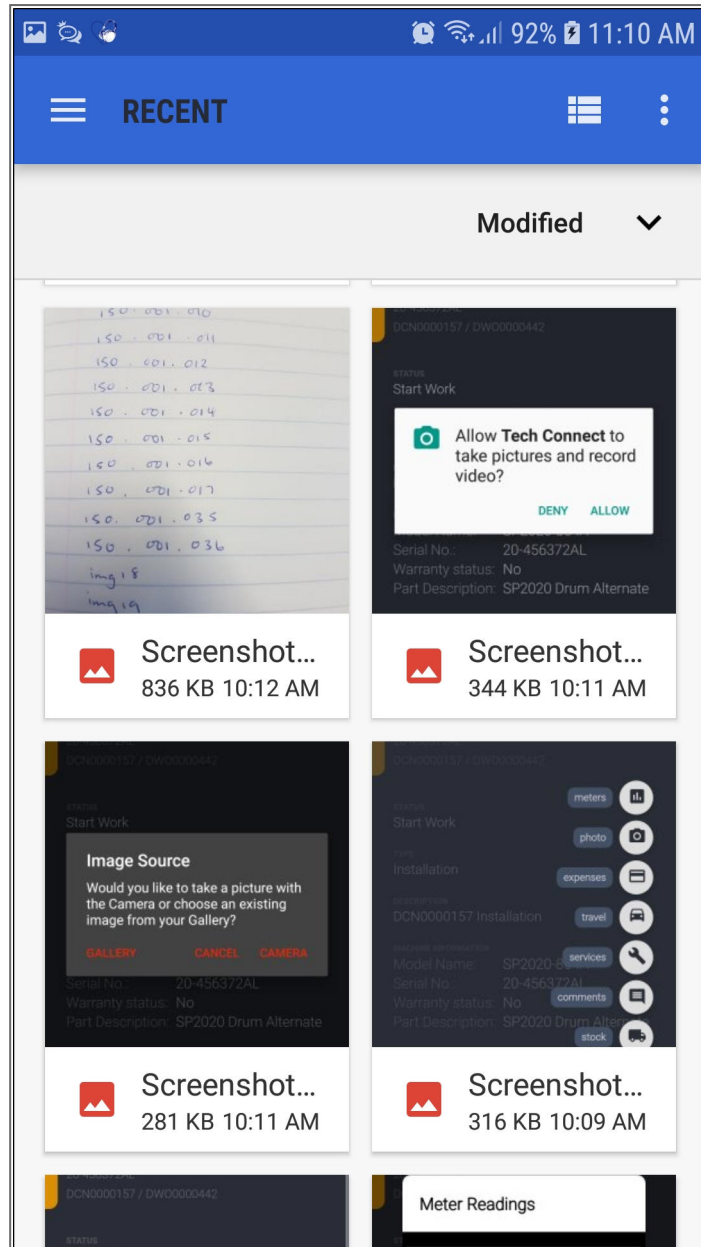 92% 11:10 AM
RECENT
Modified
150.001.010
150.001.011
150.001.012
150.001.013
150.001.014
150.001.015
150.001.016
150.001.017
150.001.035
150.001.036
img 18
img 19
Screenshot...
836 KB 10:12 AM
DCN0000157 / DWO0000442
STATUS
Start Work
Allow Tech Connect to
take pictures and record
video?
DENY ALLOW
Serial No.: 20-456372AL
Warranty status: No
Part Description: SP2020 Drum Alternate
Screenshot...
344 KB 10:11 AM
DCN0000157 / DWO0000442
STATUS
Start Work
Image Source
Would you like to take a picture with
the Camera or choose an existing
image from your Gallery?
GALLERY CANCEL CAMERA
Serial No.: 20-456372AL
Warranty status: No
Part Description: SP2020 Drum Alternate
Screenshot...
281 KB 10:11 AM
DCN0000157 / DWO0000442
STATUS
Start Work
meters
photo
TYPE
Installation
expenses
DESCRIPTION
DCN0000157 Installation
travel
MACHINE INFORMATION
Model Name: SP2020-
services
Serial No.: 20-456372AL
Warranty status: No
comments
Part Description: SP2020 Drum Alter
stock
Screenshot...
316 KB 10:09 AM
DCN0000157 / DWO0000442
STATUS
Meter Readings